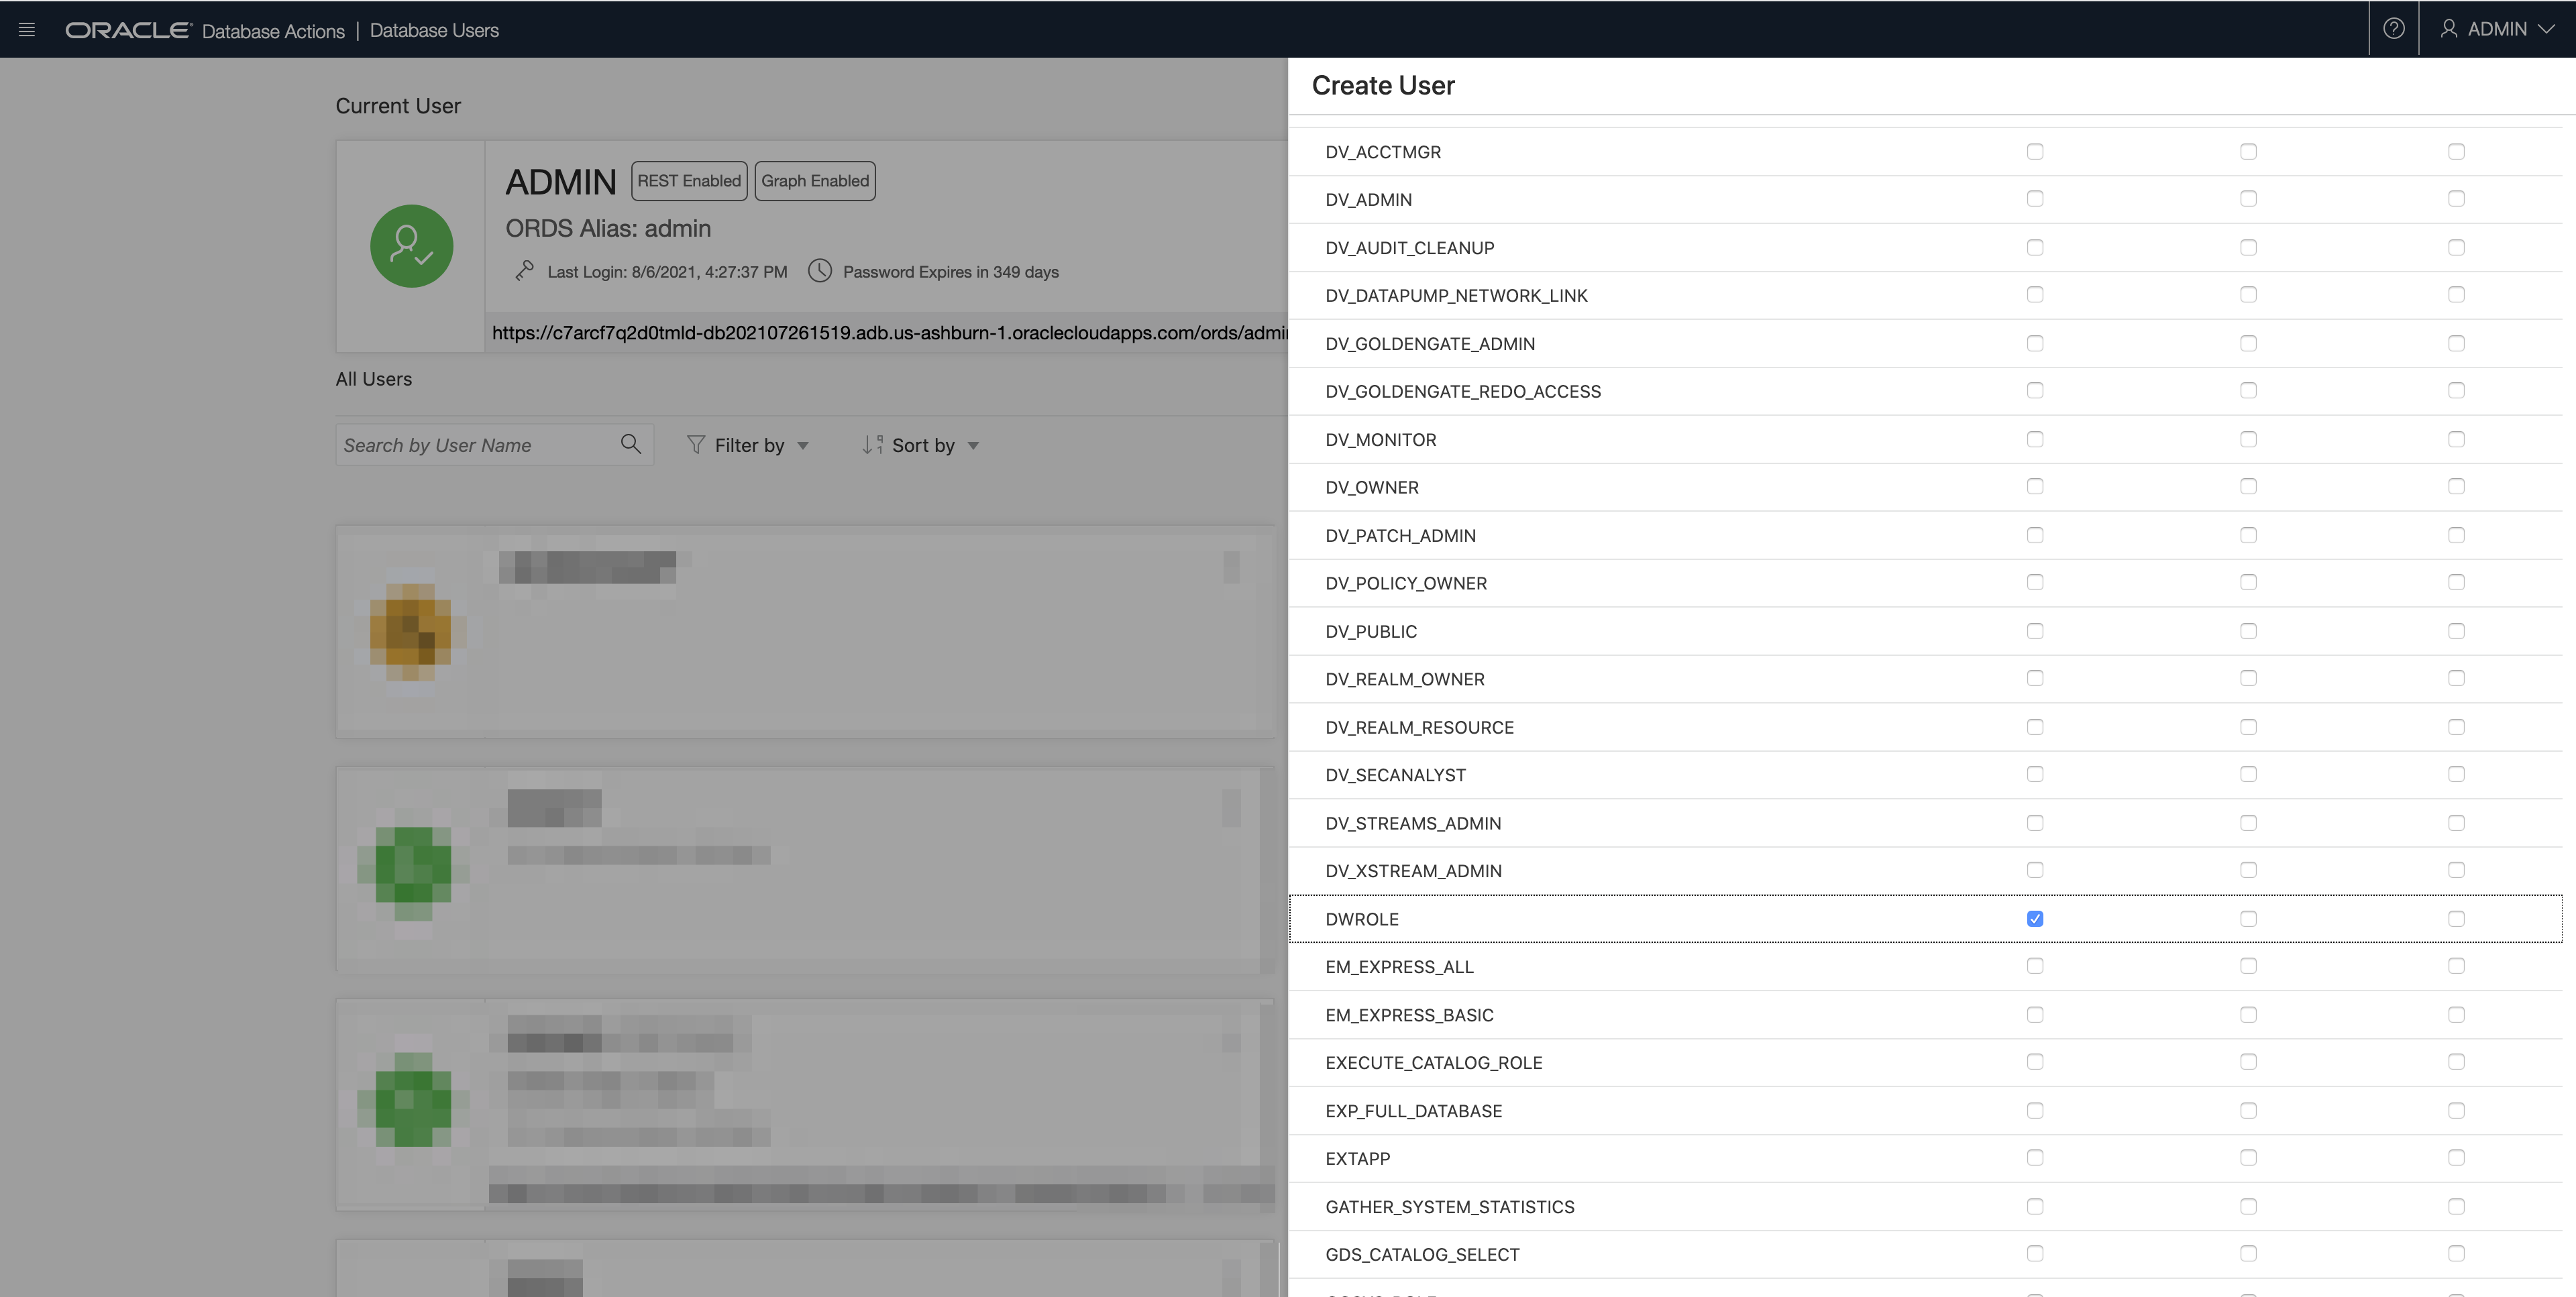 ORACLE Database Actions | Database Users
ADMIN
Current User
ADMIN REST Enabled Graph Enabled
ORDS Alias: admin
Last Login: 8/6/2021, 4:27:37 PM Password Expires in 349 days
https://c7arcf7q2d0tmld-db202107261519.adb.us-ashburn-1.oraclecloudapps.com/ords/admi
All Users
Search by User Name Filter by Sort by
Create User
DV_ACCTMGR
DV_ADMIN
DV_AUDIT_CLEANUP
DV_DATAPUMP_NETWORK_LINK
DV_GOLDENGATE_ADMIN
DV_GOLDENGATE_REDO_ACCESS
DV_MONITOR
DV_OWNER
DV_PATCH_ADMIN
DV_POLICY_OWNER
DV_PUBLIC
DV_REALM_OWNER
DV_REALM_RESOURCE
DV_SECANALYST
DV_STREAMS_ADMIN
DV_XSTREAM_ADMIN
DWROLE
EM_EXPRESS_ALL
EM_EXPRESS_BASIC
EXECUTE_CATALOG_ROLE
EXP_FULL_DATABASE
EXTAPP
GATHER_SYSTEM_STATISTICS
GDS_CATALOG_SELECT